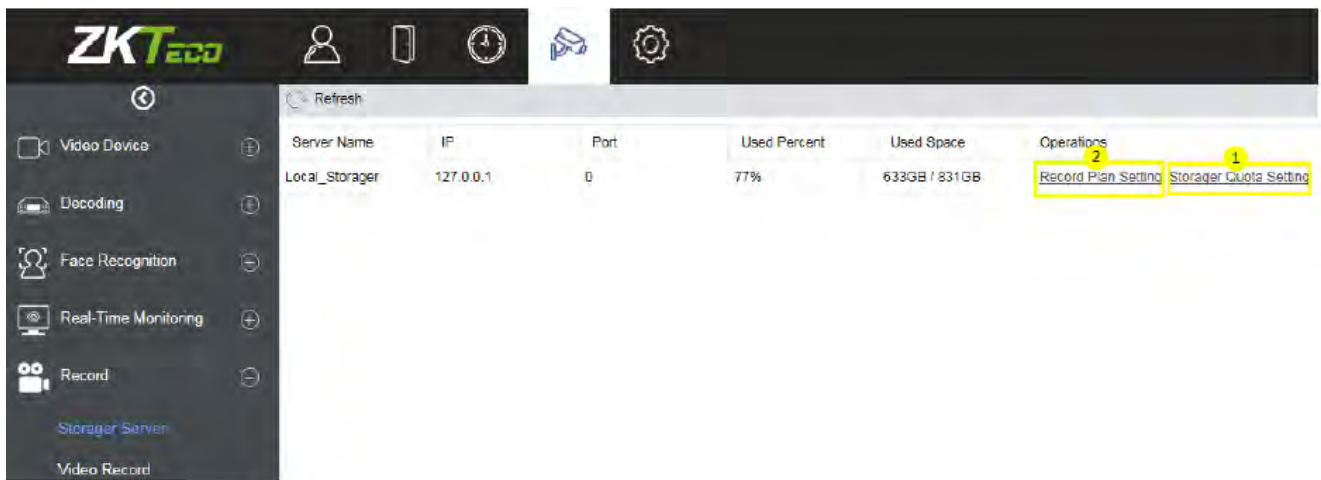 ZKTeco
Refresh
Video Device
Decoding
Face Recognition
Real-Time Monitoring
Record
Storager Server
Video Record
Server Name IP Port Used Percent Used Space Operations
2 1
Local_Storager 127.0.0.1 0 77% 633GB / 831GB Record Plan Setting Storager Quota Setting